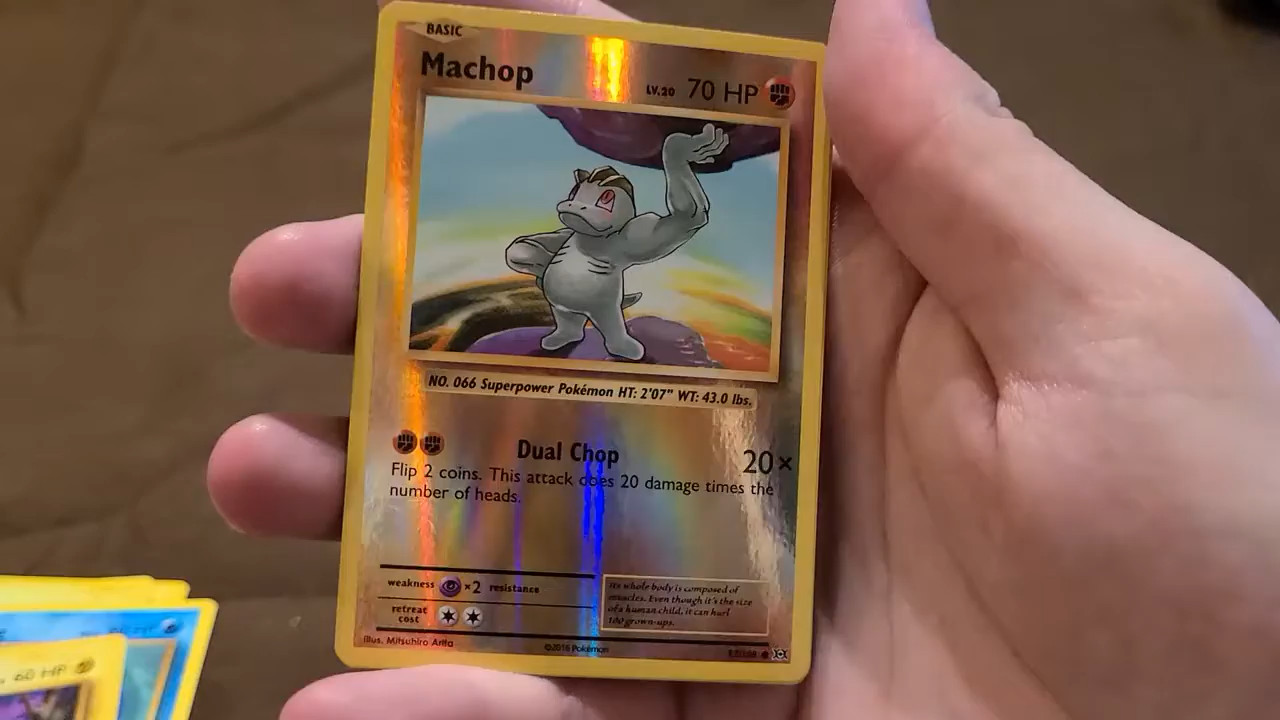 BASIC
Machop
LV.20 70 HP
NO. 066 Superpower Pokémon HT: 2'07" WT: 43.0 lbs.
Dual Chop
20×
Flip 2 coins. This attack does 20 damage times the
number of heads.
weakness ×2 resistance
retreat
cost
Its whole body is composed of
muscles. Even though it's the size
of a human child, it can hurl
100 grown-ups.
Illus. Mitsuhiro Arita
©2016 Pokémon
60 HP